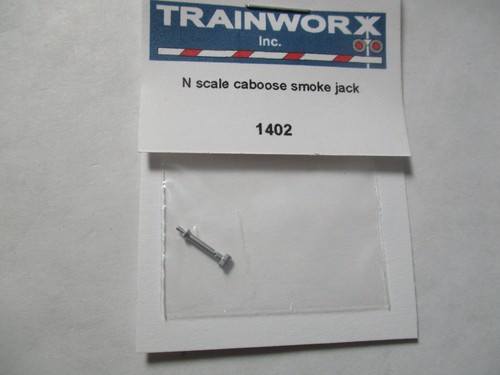 TRAINWORX
Inc.
N scale caboose smoke jack
1402